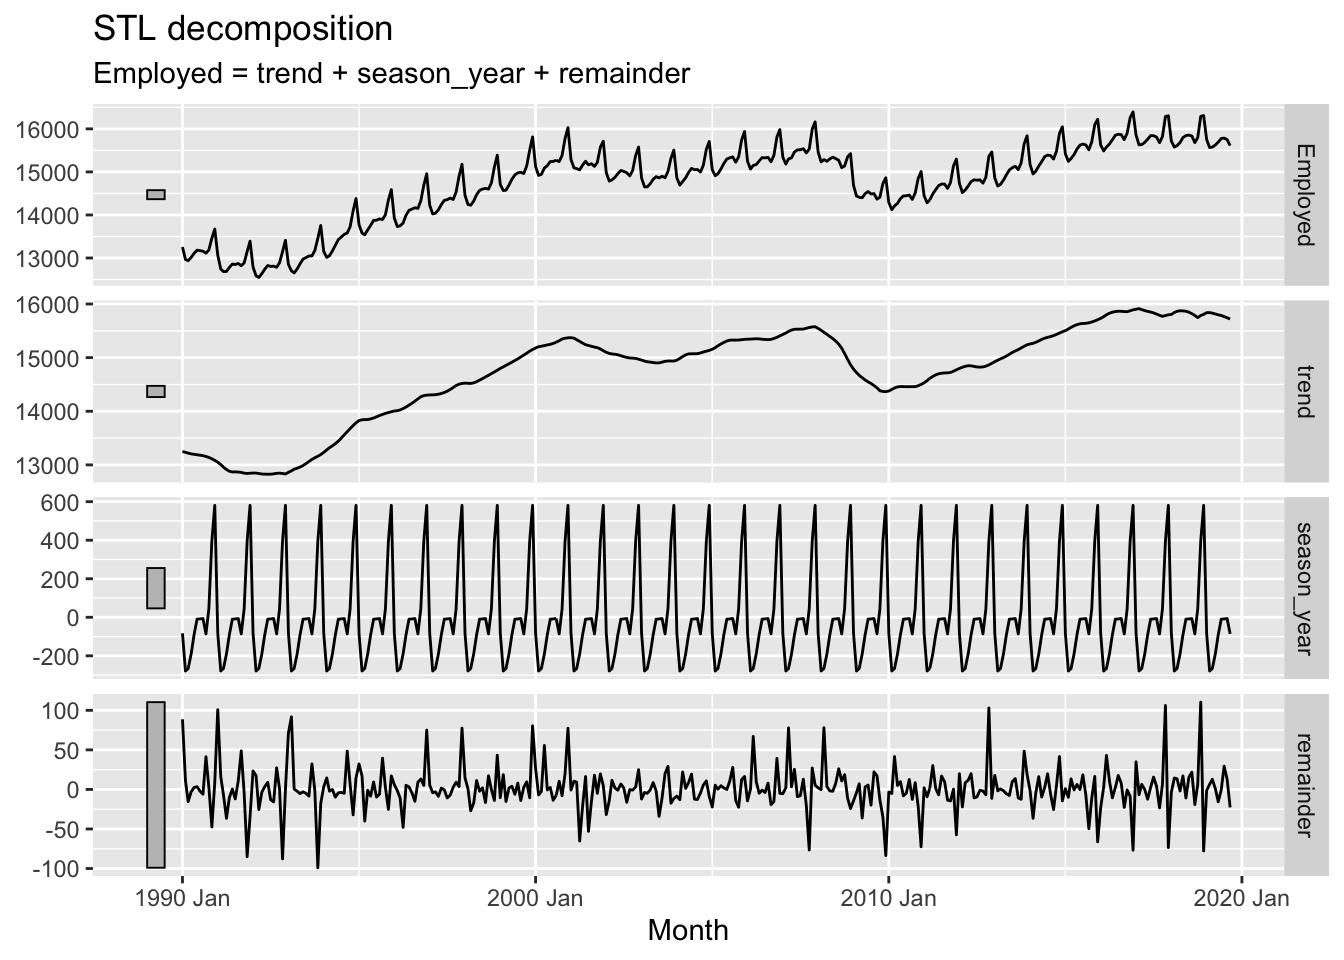 STL decomposition
Employed = trend + season_year + remainder
16000
15000
14000
13000
Employed
16000
15000
14000
13000
trend
600
400
200
0
-200
season_year
100
50
0
-50
-100
remainder
1990 Jan
2000 Jan
2010 Jan
2020 Jan
Month